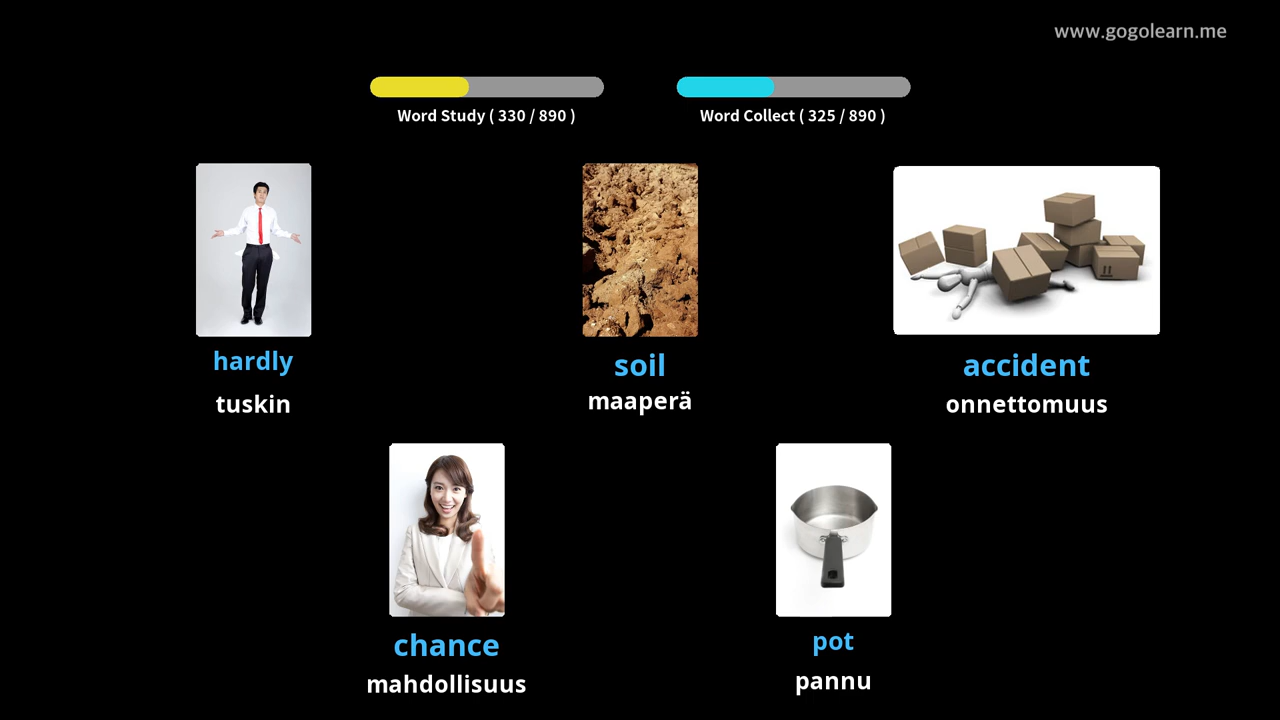 www.gogolearn.me
Word Study ( 330 / 890 )
Word Collect ( 325 / 890 )
hardly
tuskin
soil
maaperä
accident
onnettomuus
chance
mahdollisuus
pot
pannu